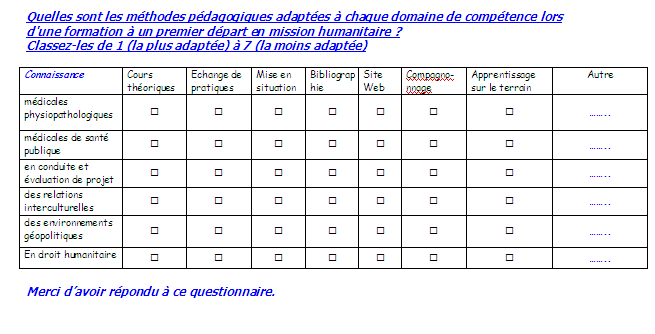 Quelles sont les méthodes pédagogiques adaptées à chaque domaine de compétence lors
d'une formation à un premier départ en mission humanitaire ?
Classez-les de 1 (la plus adaptée) à 7 (la moins adaptée)
Connaissance Cours théoriques Echange de pratiques Mise en situation Bibliograp hie Site Web Compagno- nnage Apprentissage sur le terrain Autre
médicales physiopathologiques □ □ □ □ □ □ □ ........
médicales de santé publique □ □ □ □ □ □ □ ........
en conduite et évaluation de projet □ □ □ □ □ □ □ ........
des relations interculturelles □ □ □ □ □ □ □ ........
des environnements géopolitiques □ □ □ □ □ □ □ ........
En droit humanitaire □ □ □ □ □ □ □ ........
Merci d'avoir répondu à ce questionnaire.